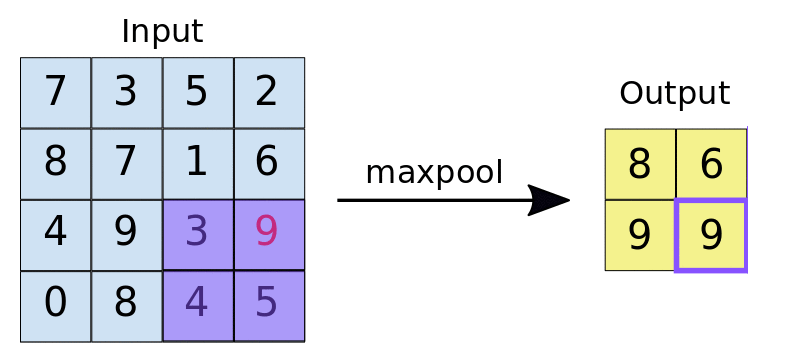 Input
7 3 5 2
8 7 1 6
4 9 3 9
0 8 4 5
maxpool
Output
8 6
9 9